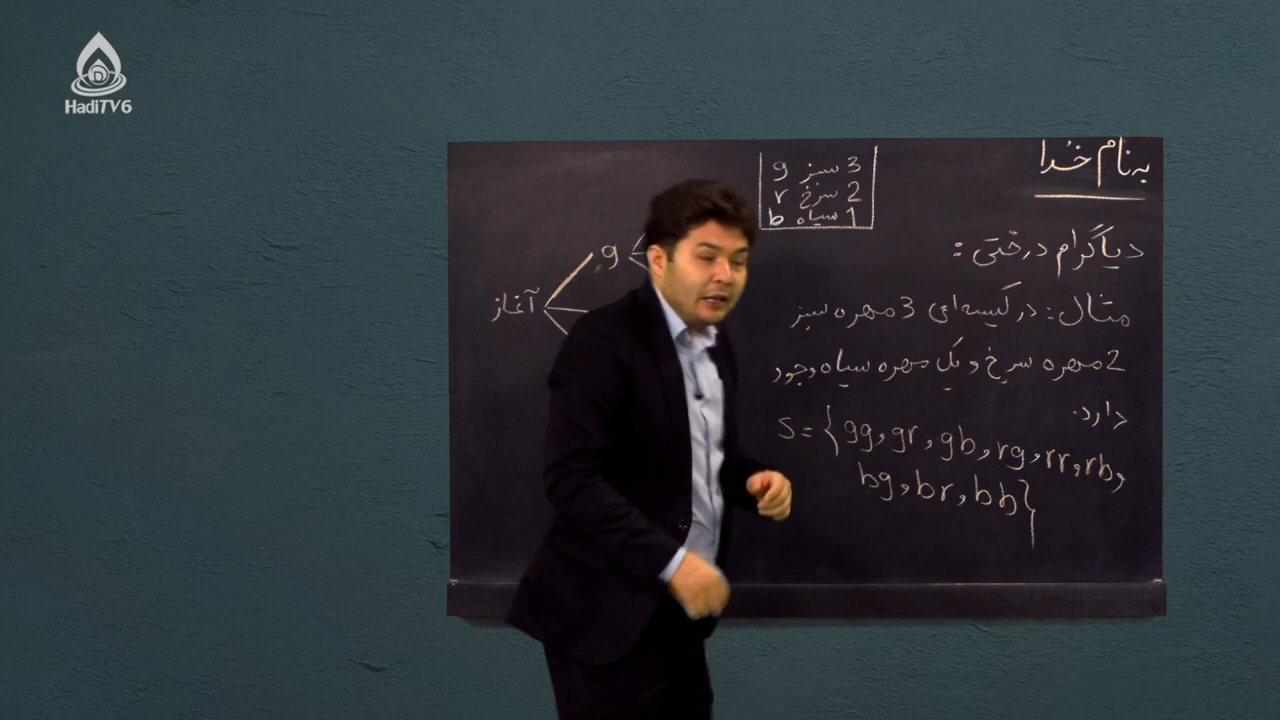 HadiTV6
به نام خدا
3 سبز g
2 سرخ r
1 سیاه b
دیاگرام درختی :
مثال : در کیسه‌ای 3 مهره سبز
2 مهره سرخ و یک مهره سیاه وجود
دارد.
S = {gg, gr, gb, rg, rr, rb,
bg, br, bb}
آغاز
g